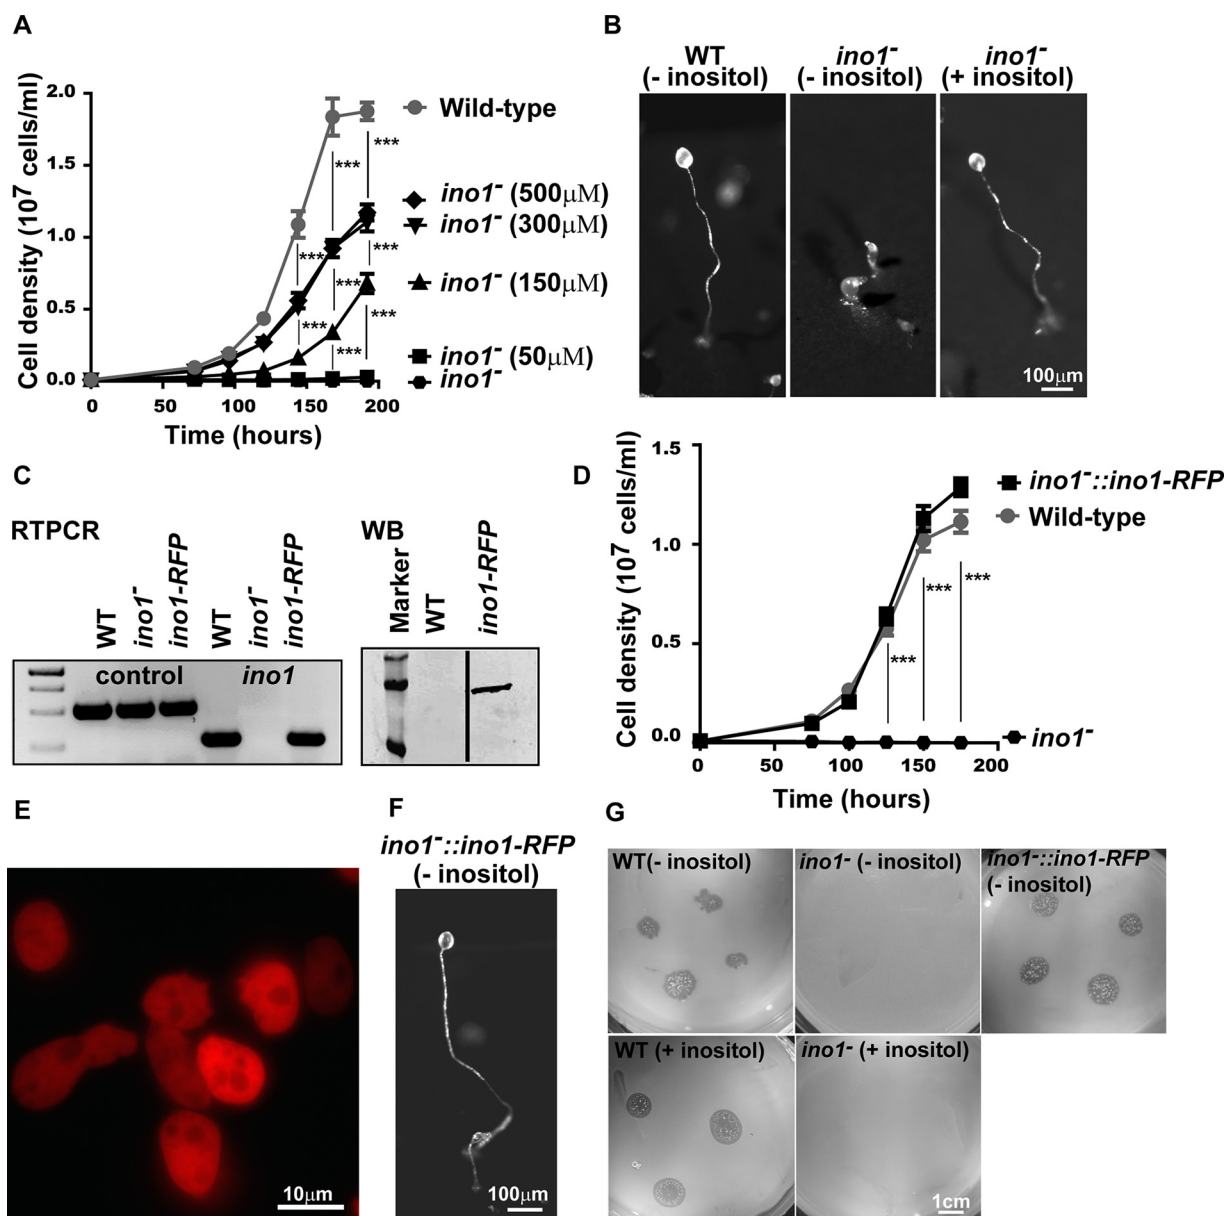 A
Cell density (10⁷ cells/ml)
2.0
1.5
1.0
0.5
0.0
0
50
100
150
200
Time (hours)
***
***
***
***
***
***
***
***
Wild-type
ino1⁻ (500µM)
ino1⁻ (300µM)
ino1⁻ (150µM)
ino1⁻ (50µM)
ino1⁻
B
WT
(- inositol)
ino1⁻
(- inositol)
ino1⁻
(+ inositol)
100µm
C
RTPCR
WT
ino1⁻
ino1-RFP
WT
ino1⁻
ino1-RFP
control
ino1
WB
Marker
WT
ino1-RFP
D
Cell density (10⁷ cells/ml)
1.5
1.0
0.5
0.0
0
50
100
150
200
Time (hours)
***
***
***
ino1⁻::ino1-RFP
Wild-type
ino1⁻
E
10µm
F
ino1⁻::ino1-RFP
(- inositol)
100µm
G
WT(- inositol)
ino1- (- inositol)
ino1⁻::ino1-RFP
(- inositol)
WT (+ inositol)
ino1- (+ inositol)
1cm